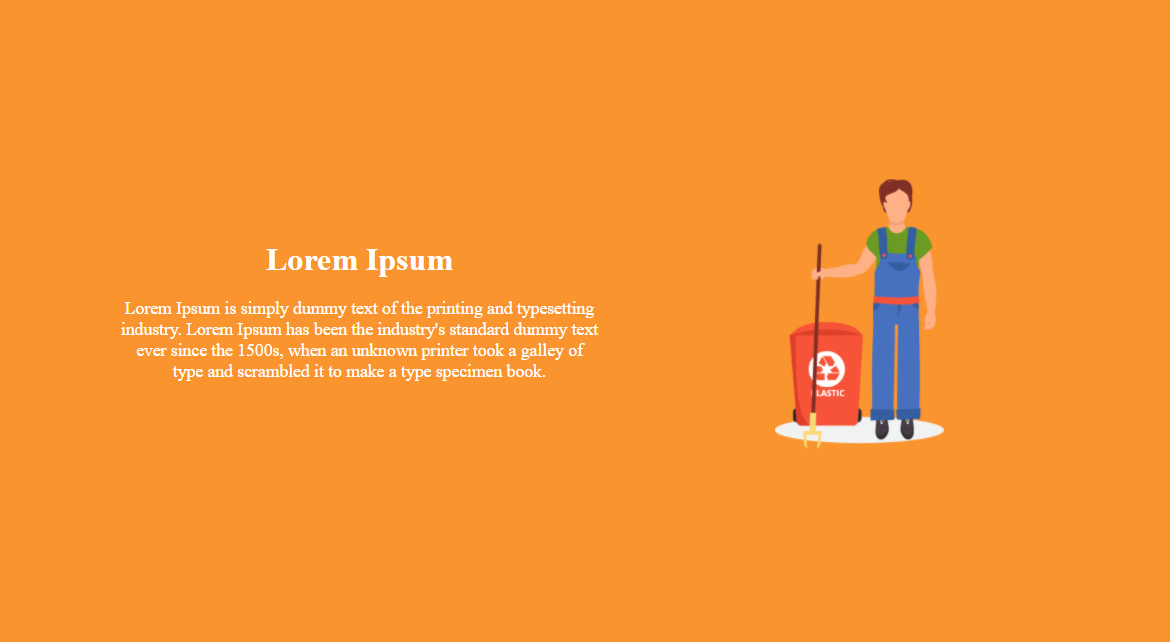 Lorem Ipsum
Lorem Ipsum is simply dummy text of the printing and typesetting
industry. Lorem Ipsum has been the industry's standard dummy text
ever since the 1500s, when an unknown printer took a galley of
type and scrambled it to make a type specimen book.
PLASTIC